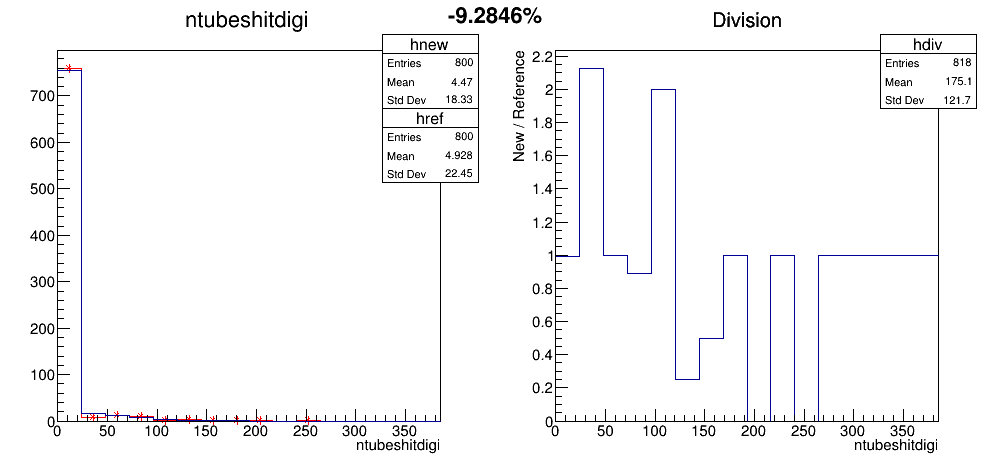 ntubeshitdigi
-9.2846%
Division
hnew
Entries 800
Mean 4.47
Std Dev 18.33
href
Entries 800
Mean 4.928
Std Dev 22.45
700
600
500
400
300
200
100
0
0 50 100 150 200 250 300 350
ntubeshitdigi
hdiv
Entries 818
Mean 175.1
Std Dev 121.7
New / Reference
2.2
2
1.8
1.6
1.4
1.2
1
0.8
0.6
0.4
0.2
0
0 50 100 150 200 250 300 350
ntubeshitdigi